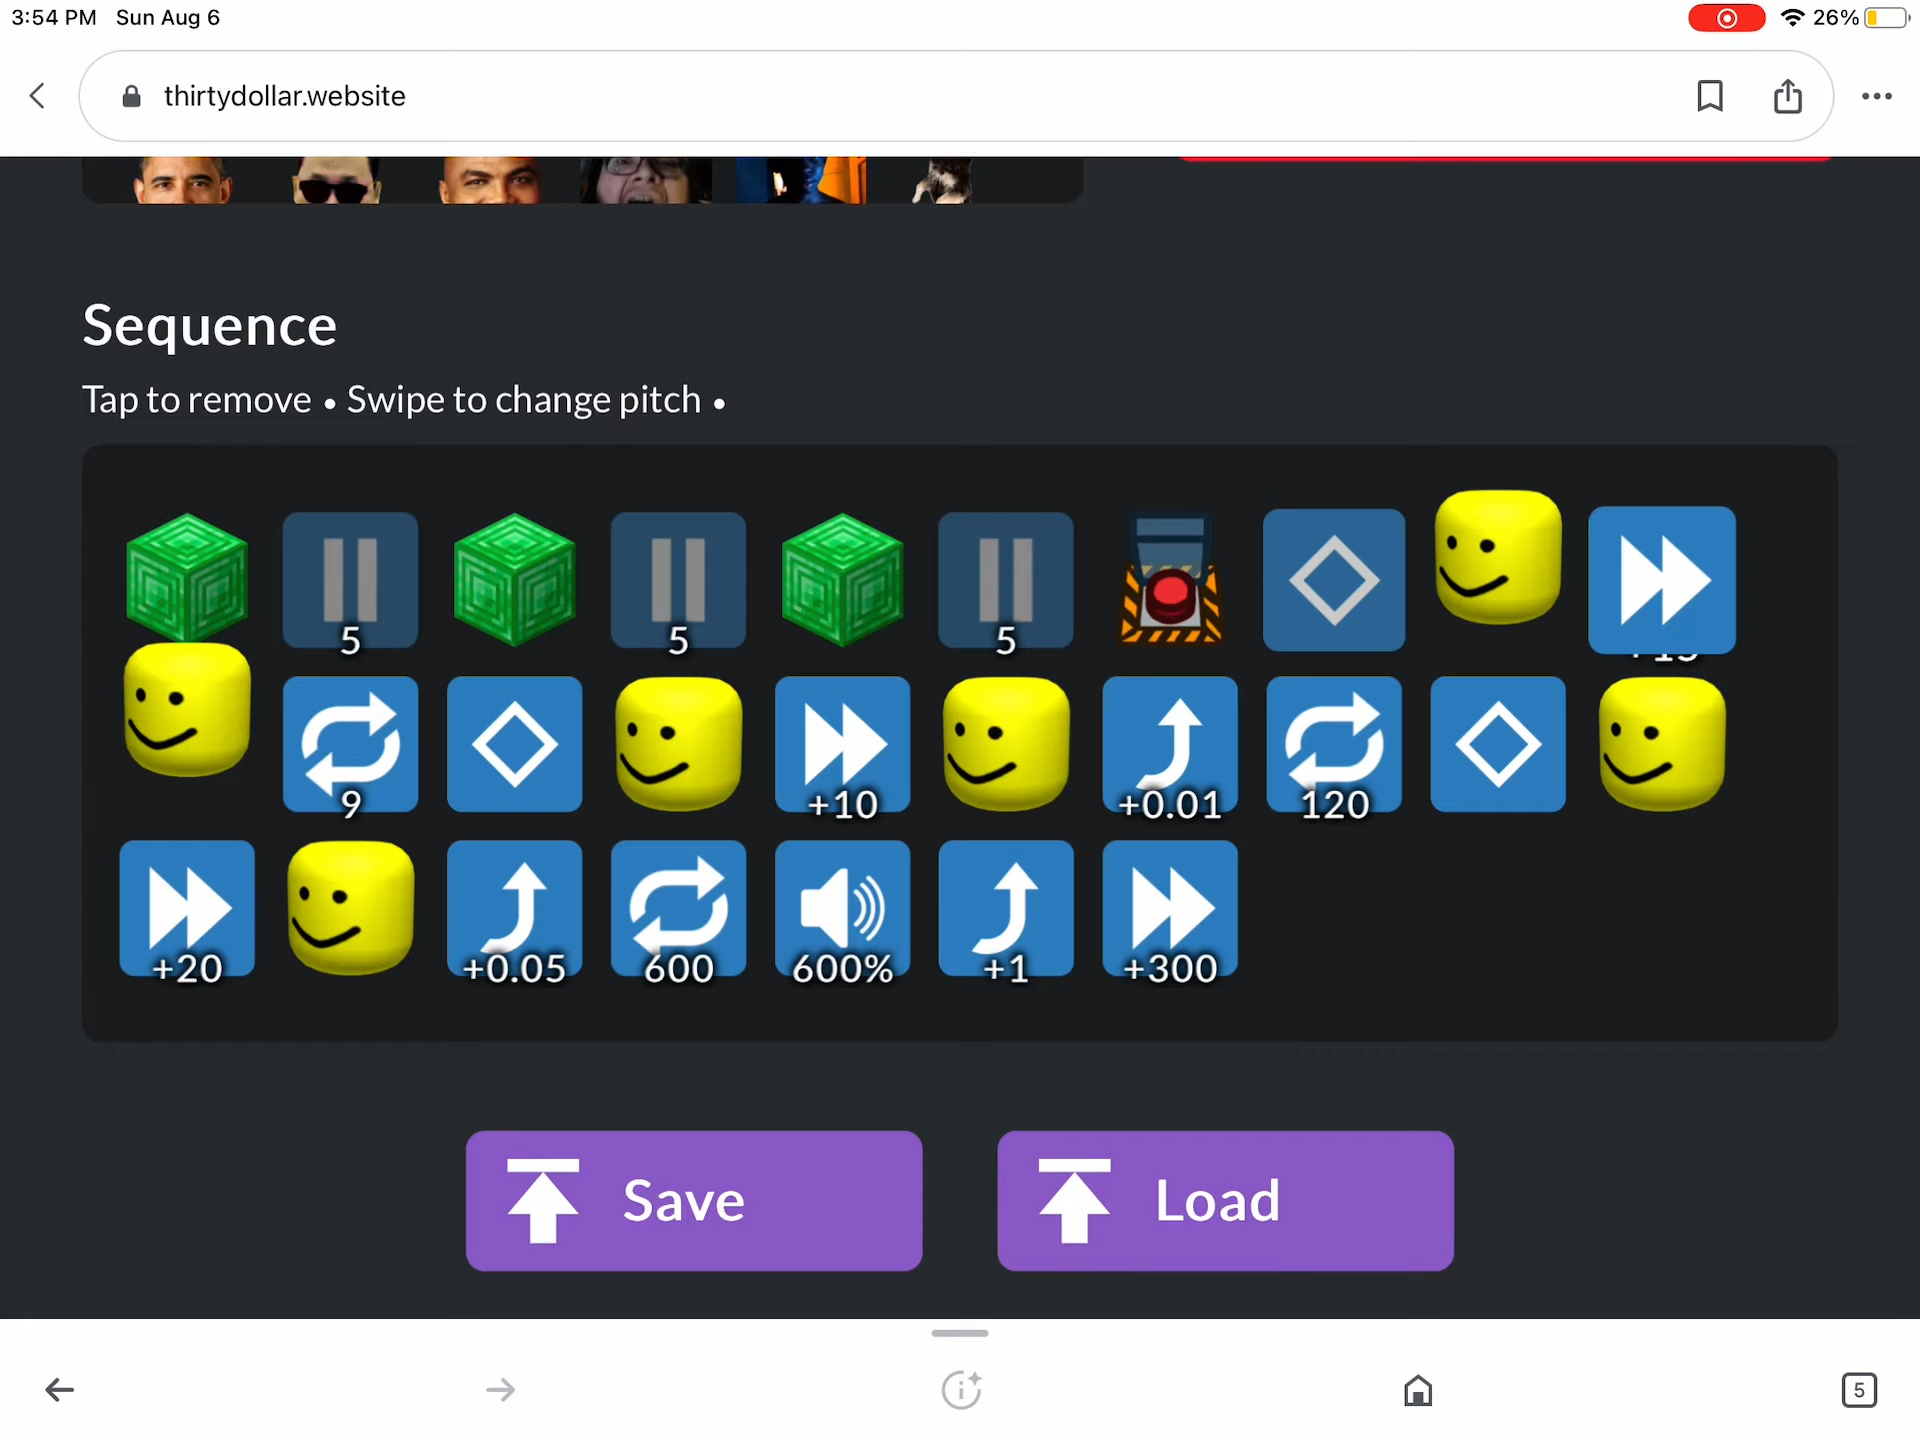 3:54 PM Sun Aug 6 26%
thirtydollar.website
Sequence
Tap to remove • Swipe to change pitch •
5 5 5
9 +10 +0.01 120
+20 +0.05 600 600% +1 +300
Save Load
5